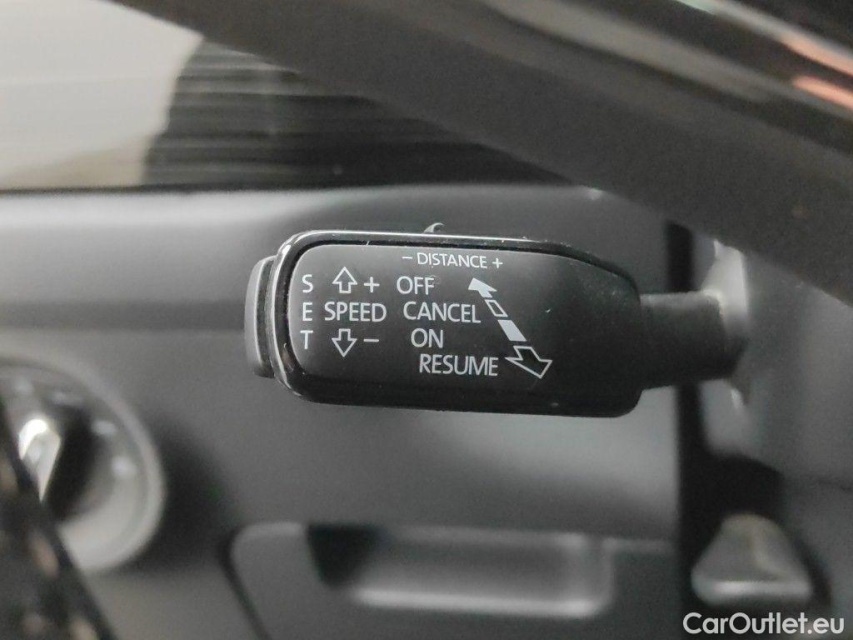 − DISTANCE +
S ⇧ + OFF
E SPEED CANCEL
T ⇩ − ON
RESUME
CarOutlet.eu